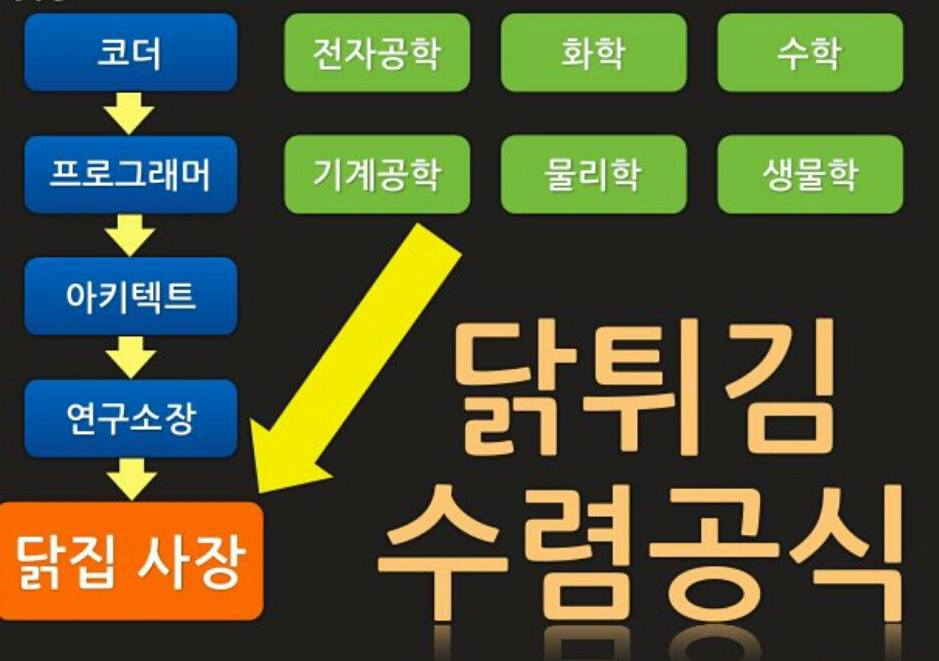 코더 전자공학 화학 수학
프로그래머 기계공학 물리학 생물학
아키텍트
연구소장
닭집 사장
닭튀김
수렴공식